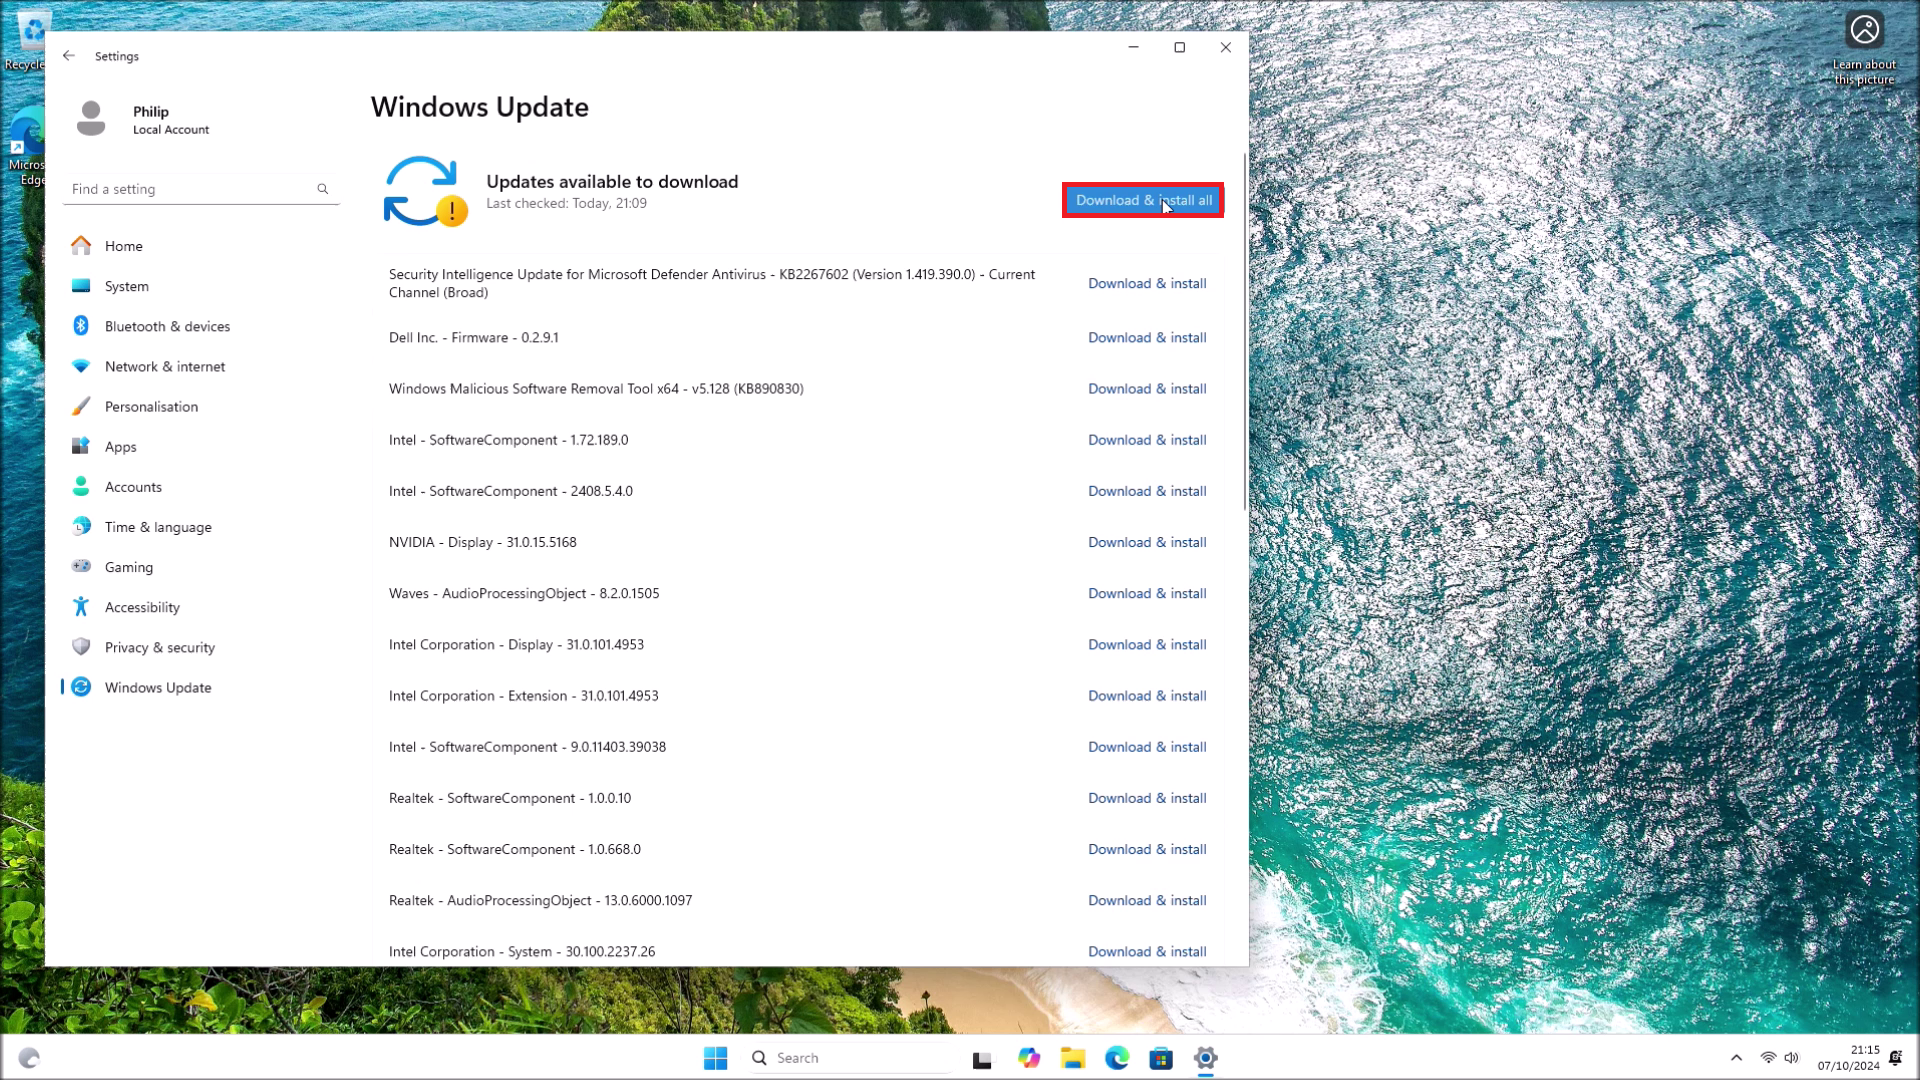 Recycle
Learn about
this picture
Micros
Edge
Settings
Philip
Local Account
Find a setting
Home
System
Bluetooth & devices
Network & internet
Personalisation
Apps
Accounts
Time & language
Gaming
Accessibility
Privacy & security
Windows Update
Windows Update
Updates available to download
Last checked: Today, 21:09
Download & install all
Security Intelligence Update for Microsoft Defender Antivirus - KB2267602 (Version 1.419.390.0) - Current
Channel (Broad)
Download & install
Dell Inc. - Firmware - 0.2.9.1
Download & install
Windows Malicious Software Removal Tool x64 - v5.128 (KB890830)
Download & install
Intel - SoftwareComponent - 1.72.189.0
Download & install
Intel - SoftwareComponent - 2408.5.4.0
Download & install
NVIDIA - Display - 31.0.15.5168
Download & install
Waves - AudioProcessingObject - 8.2.0.1505
Download & install
Intel Corporation - Display - 31.0.101.4953
Download & install
Intel Corporation - Extension - 31.0.101.4953
Download & install
Intel - SoftwareComponent - 9.0.11403.39038
Download & install
Realtek - SoftwareComponent - 1.0.0.10
Download & install
Realtek - SoftwareComponent - 1.0.668.0
Download & install
Realtek - AudioProcessingObject - 13.0.6000.1097
Download & install
Intel Corporation - System - 30.100.2237.26
Download & install
Search
21:15
07/10/2024